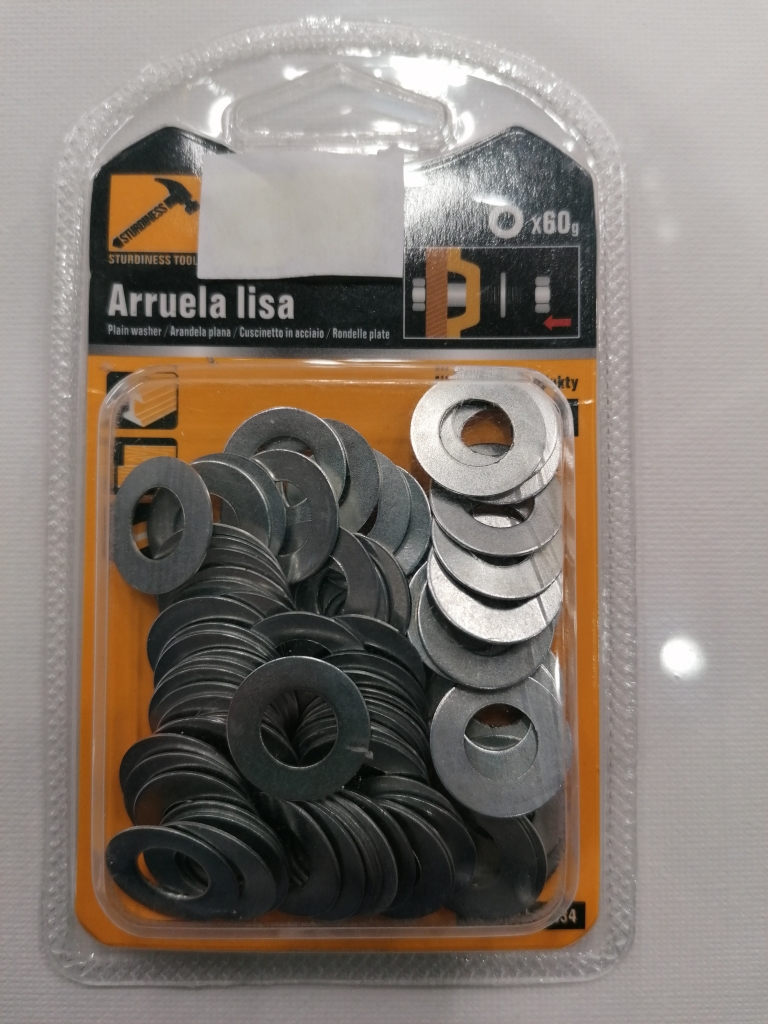 STURDINESS
STURDINESS TOOL
x60g
Arruela lisa
Plain washer / Arandela plana / Cuscinetto in acciaio / Rondelle plate